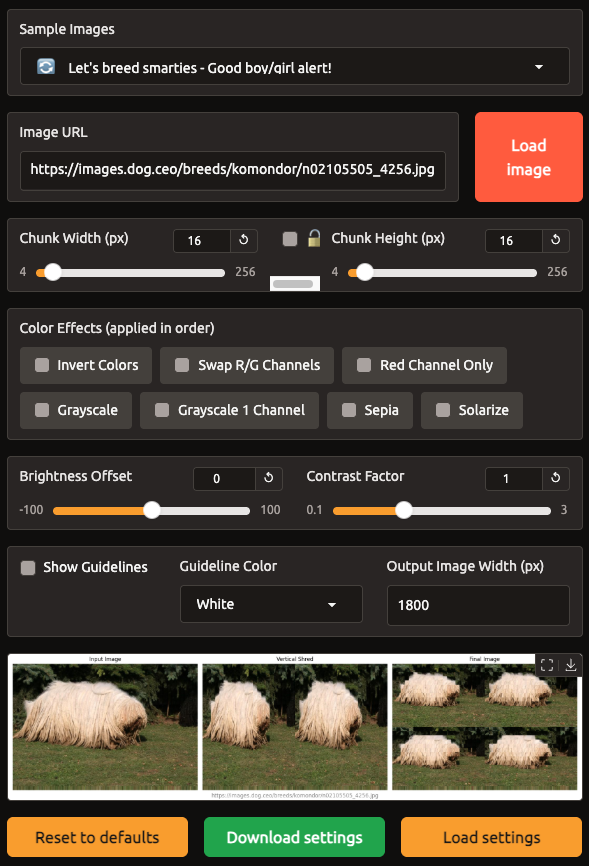 Sample Images
🔄 Let's breed smarties - Good boy/girl alert!
Image URL
https://images.dog.ceo/breeds/komondor/n02105505_4256.jpg
Load
image
Chunk Width (px)
16
4
256
🔓
Chunk Height (px)
16
4
256
Color Effects (applied in order)
Invert Colors
Swap R/G Channels
Red Channel Only
Grayscale
Grayscale 1 Channel
Sepia
Solarize
Brightness Offset
0
-100
100
Contrast Factor
1
0.1
3
Show Guidelines
Guideline Color
White
Output Image Width (px)
1800
Input Image
Vertical Shred
Final Image
https://images.dog.ceo/breeds/komondor/n02105505_4256.jpg
Reset to defaults
Download settings
Load settings